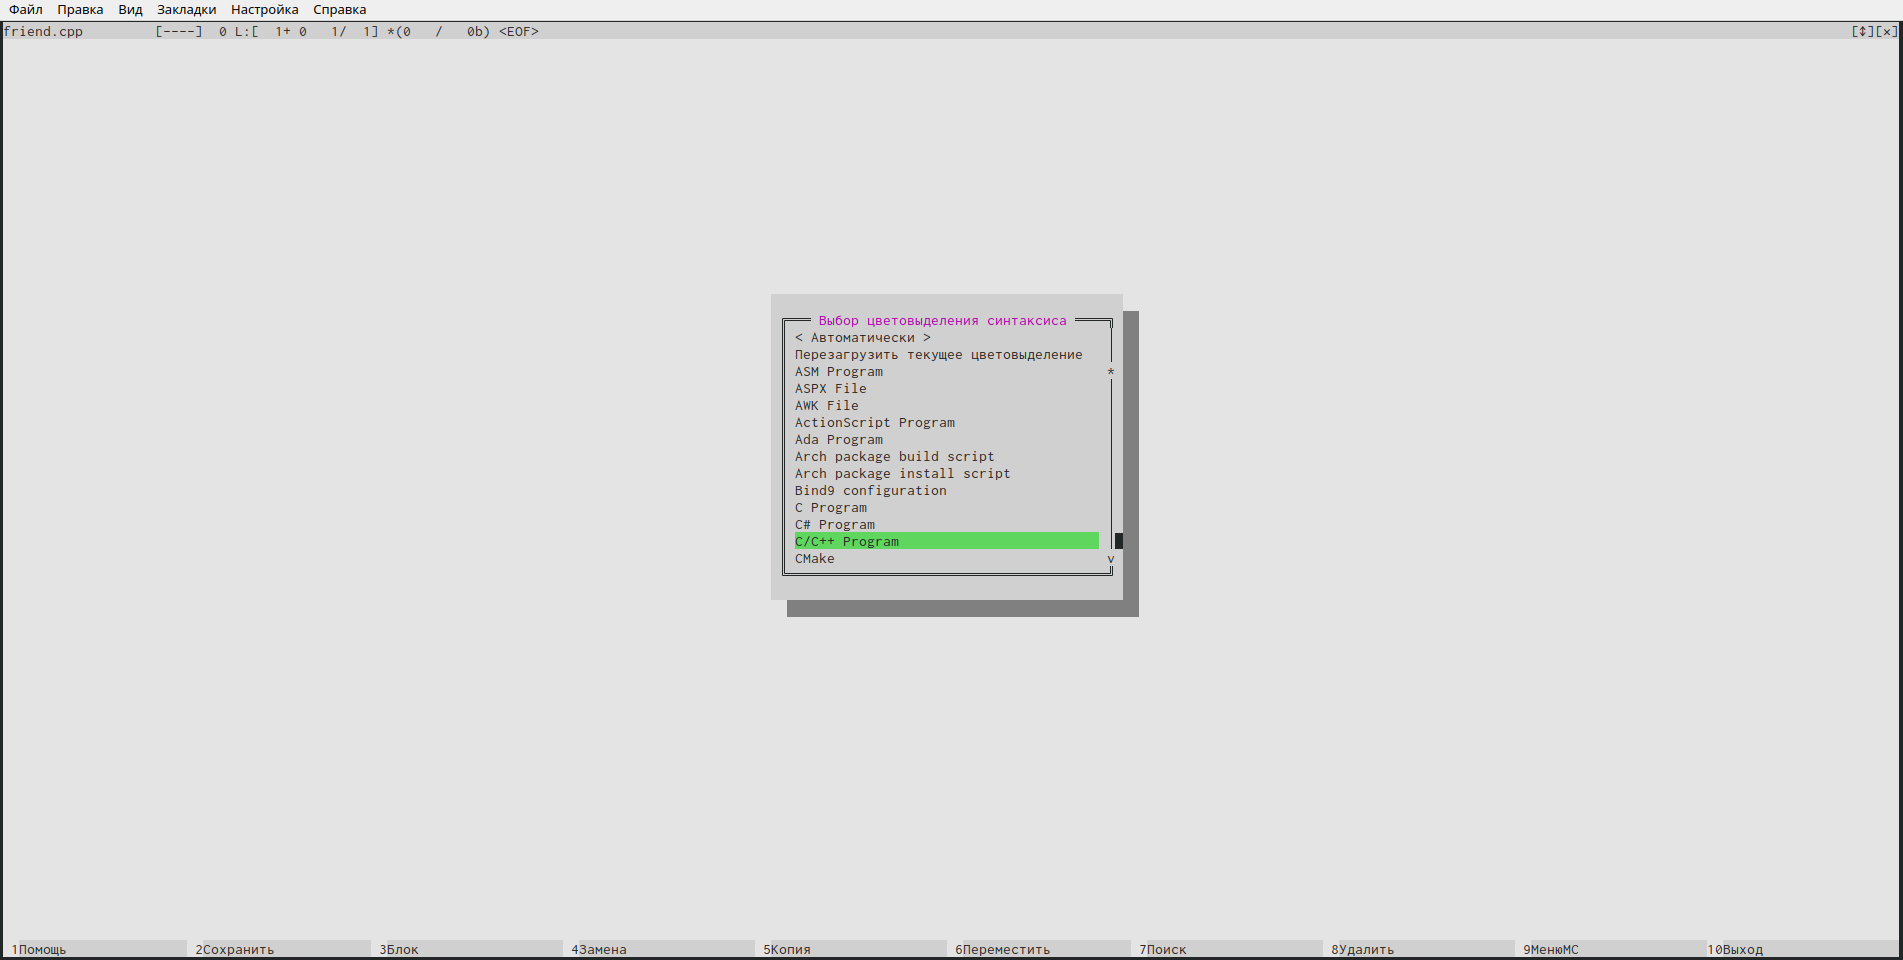 Файл Правка Вид Закладки Настройка Справка
friend.cpp [----] 0 L:[ 1+ 0 1/ 1] *(0 / 0b) <EOF> [↕][×]
Выбор цветовыделения синтаксиса
< Автоматически >
Перезагрузить текущее цветовыделение
ASM Program *
ASPX File
AWK File
ActionScript Program
Ada Program
Arch package build script
Arch package install script
Bind9 configuration
C Program
C# Program
C/C++ Program
CMake v
1Помощь 2Сохранить 3Блок 4Замена 5Копия 6Переместить 7Поиск 8Удалить 9МенюMC 10Выход